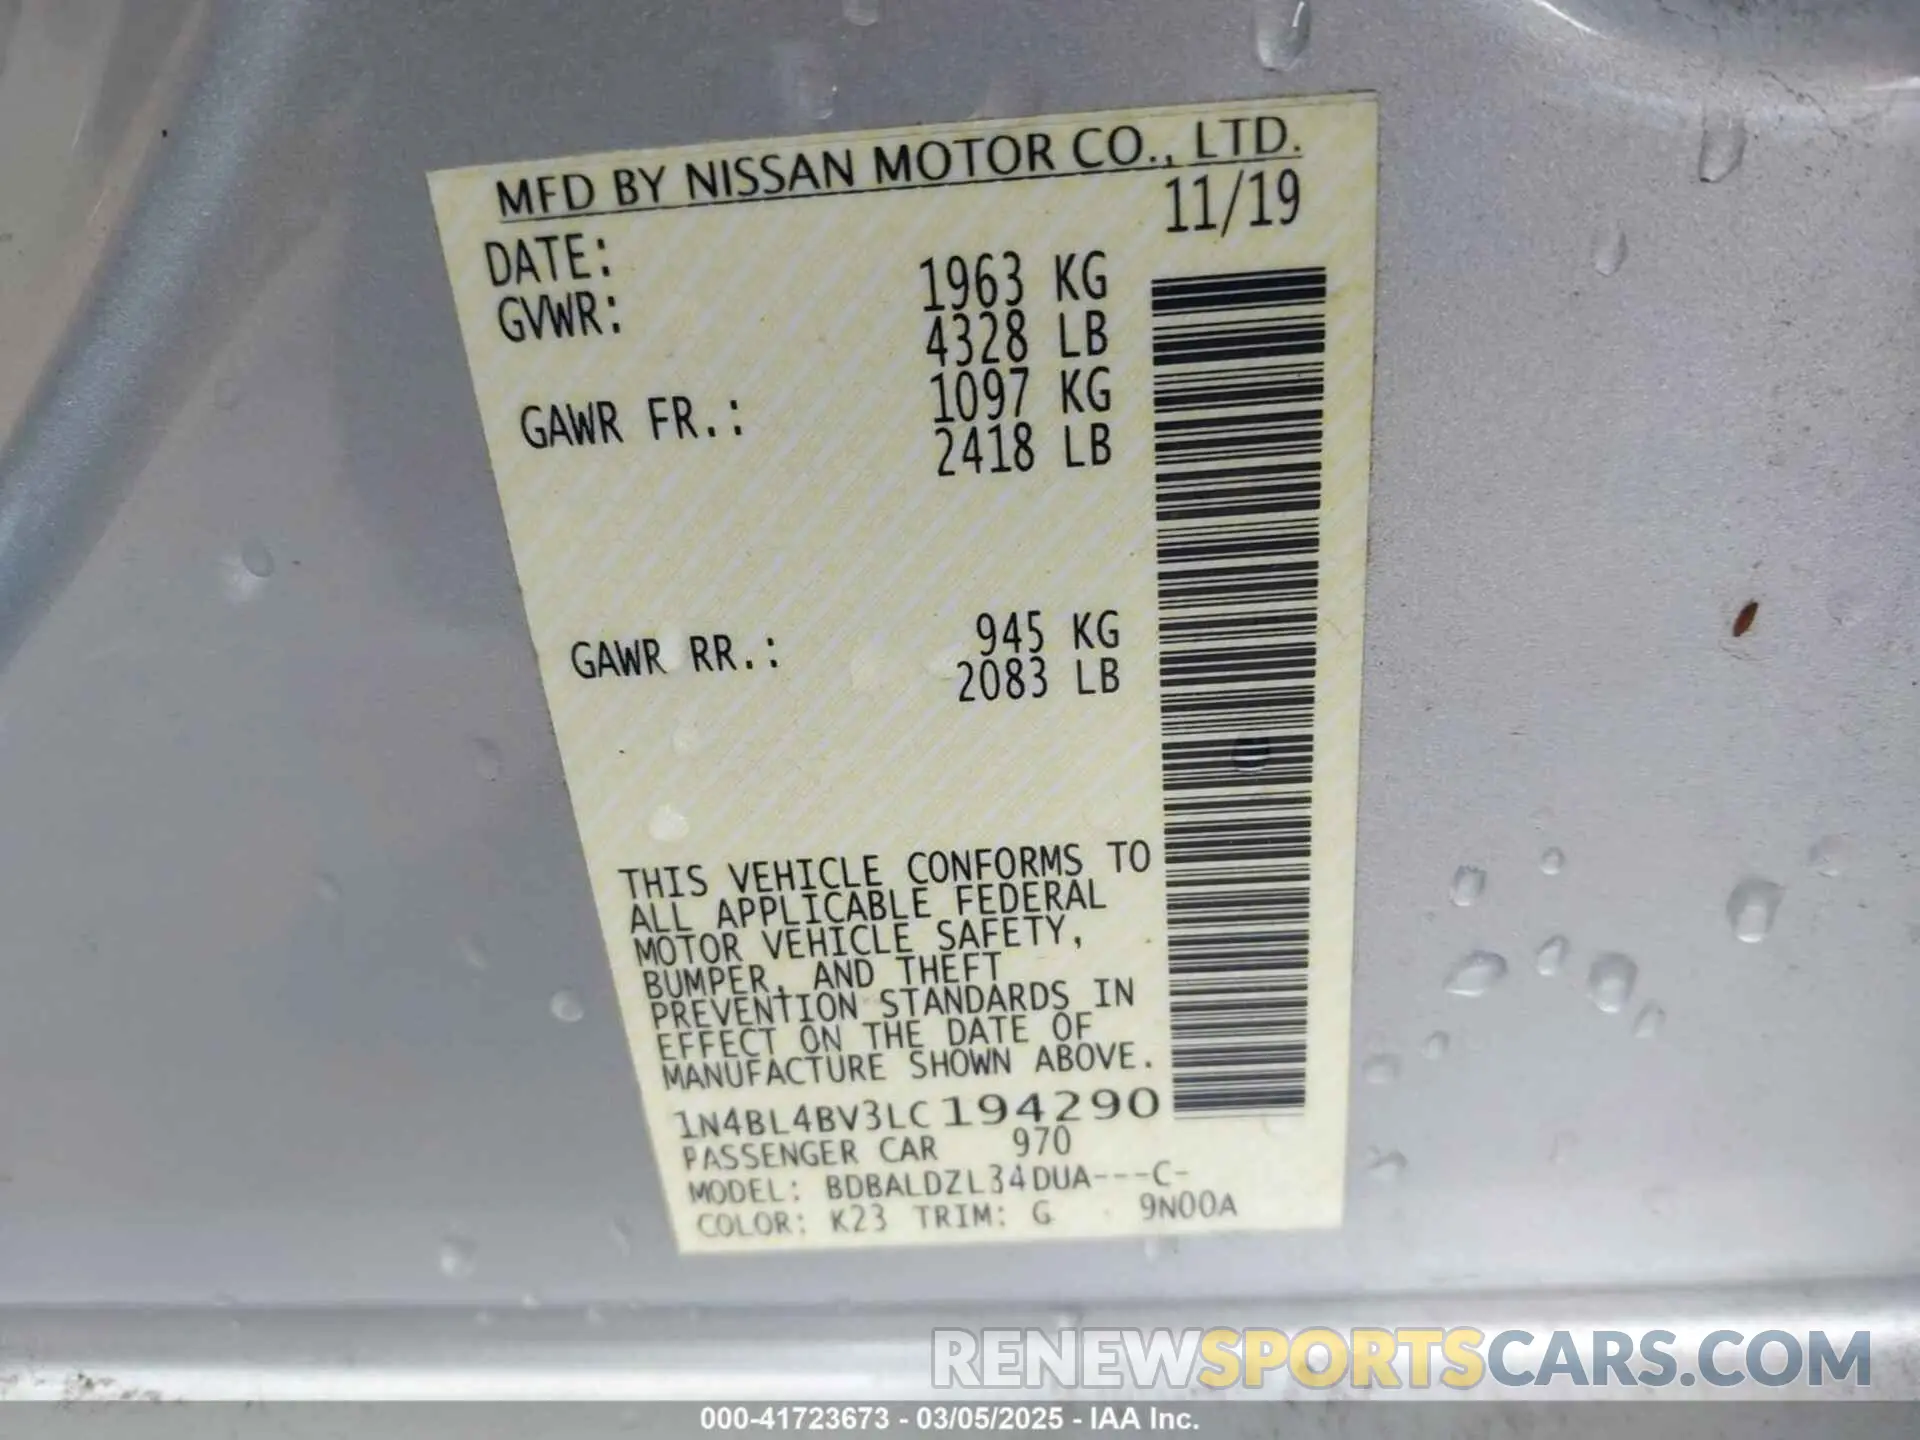 MFD BY NISSAN MOTOR CO., LTD.
DATE: 11/19
GVWR: 1963 KG
4328 LB
GAWR FR.: 1097 KG
2418 LB
GAWR RR.: 945 KG
2083 LB
THIS VEHICLE CONFORMS TO
ALL APPLICABLE FEDERAL
MOTOR VEHICLE SAFETY,
BUMPER, AND THEFT
PREVENTION STANDARDS IN
EFFECT ON THE DATE OF
MANUFACTURE SHOWN ABOVE.
1N4BL4BV3LC194290
PASSENGER CAR 970
MODEL: BDBALDZL34DUA---C-
COLOR: K23 TRIM: G 9N00A
RENEWSPORTSCARS.COM
000-41723673 - 03/05/2025 - IAA Inc.